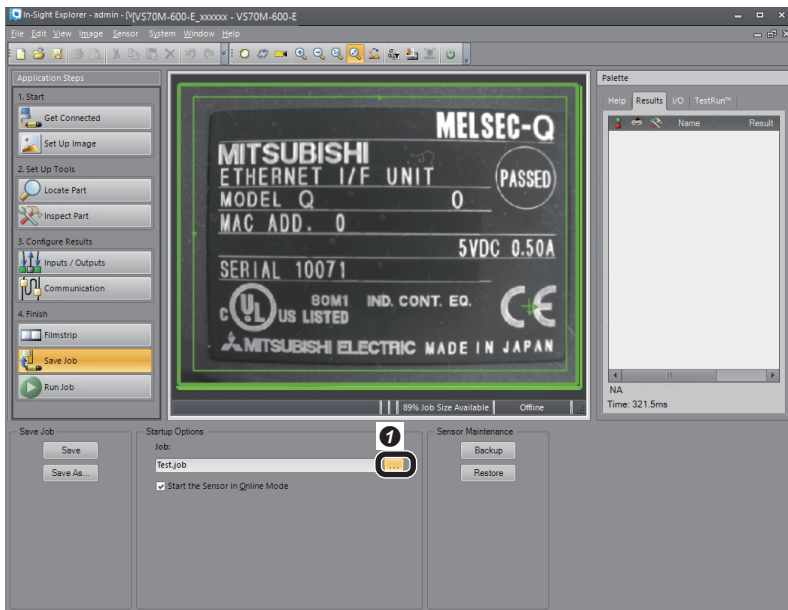 In-Sight Explorer - admin - [V[VS70M-600-E_xxxxxx - VS70M-600-E
File Edit View Image Sensor System Window Help
Application Steps
1. Start
Get Connected
Set Up Image
2. Set Up Tools
Locate Part
Inspect Part
3. Configure Results
Inputs / Outputs
Communication
4. Finish
Filmstrip
Save Job
Run Job
MELSEC-Q
MITSUBISHI
ETHERNET I/F UNIT
PASSED
MODEL Q 0
MAC ADD. 0
5VDC 0.50A
SERIAL 10071
C UL US LISTED
80M1 IND. CONT. EQ.
CE
MITSUBISHI ELECTRIC MADE IN JAPAN
89% Job Size Available Offline
Palette
Help Results I/O TestRun™
Name Result
NA
Time: 321.5ms
Save Job
Save
Save As...
Startup Options
Job:
Test.job
...
1
Start the Sensor in Online Mode
Sensor Maintenance
Backup
Restore